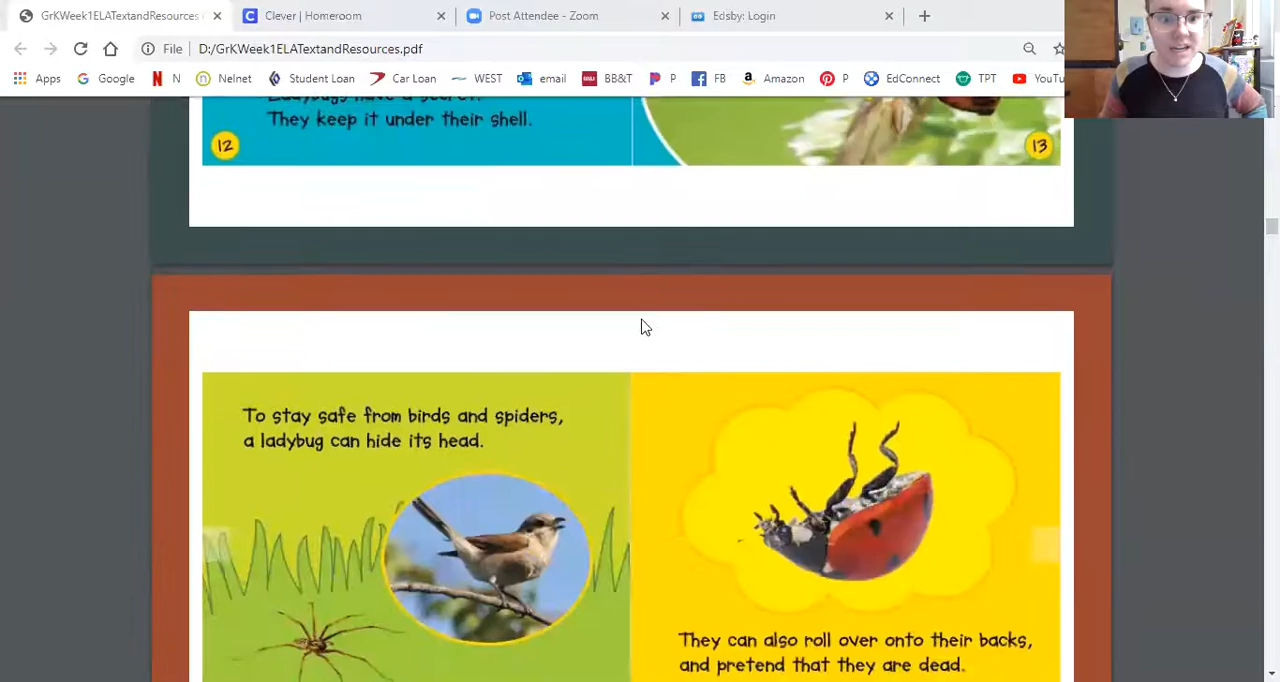 GrKWeek1ELATextandResources
Clever | Homeroom
Post Attendee - Zoom
Edsby: Login
File
D:/GrKWeek1ELATextandResources.pdf
Apps
Google
N
Nelnet
Student Loan
Car Loan
WEST
email
BB&T
P
FB
Amazon
P
EdConnect
TPT
YouTu
Ladybugs have a secret.
They keep it under their shell.
12
13
To stay safe from birds and spiders,
a ladybug can hide its head.
They can also roll over onto their backs,
and pretend that they are dead.